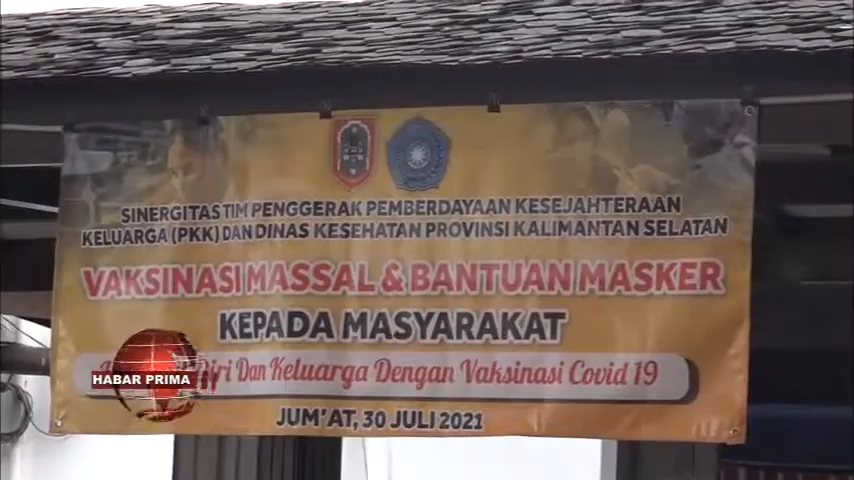 SINERGITAS TIM PENGGERAK PEMBERDAYAAN KESEJAHTERAAN
KELUARGA (PKK) DAN DINAS KESEHATAN PROVINSI KALIMANTAN SELATAN
VAKSINASI MASSAL & BANTUAN MASKER
KEPADA MASYARAKAT
Diri Dan Keluarga Dengan Vaksinasi Covid 19
HABAR PRIMA
JUM'AT, 30 JULI 2021